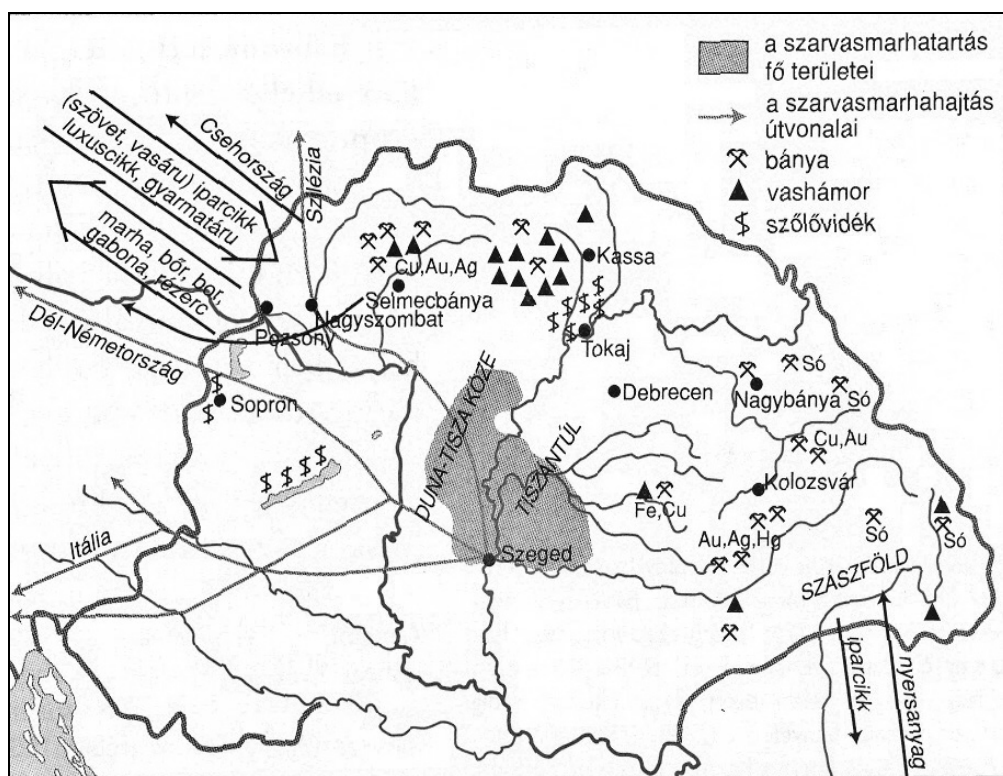 a szarvasmarhatartás
fő területei
a szarvasmarhahajtás
útvonalai
bánya
vashámor
szőlővidék
Csehország
Szilézia
(szövet, vasáru) iparcikk
luxuscikk, gyarmatáru
marha, bőr, bor,
gabona, rézerc
Dél-Németország
Cu,Au,Ag
Selmecbánya
Nagyszombat
Pozsony
Kassa
Tokaj
Sopron
Debrecen
Só
Nagybánya
Só
DUNA-TISZA KÖZE
TISZÁNTÚL
Cu,Au
Kolozsvár
Fe,Cu
Au,Ag,Hg
Só
Só
Szeged
Itália
SZÁSZFÖLD
iparcikk
nyersanyag